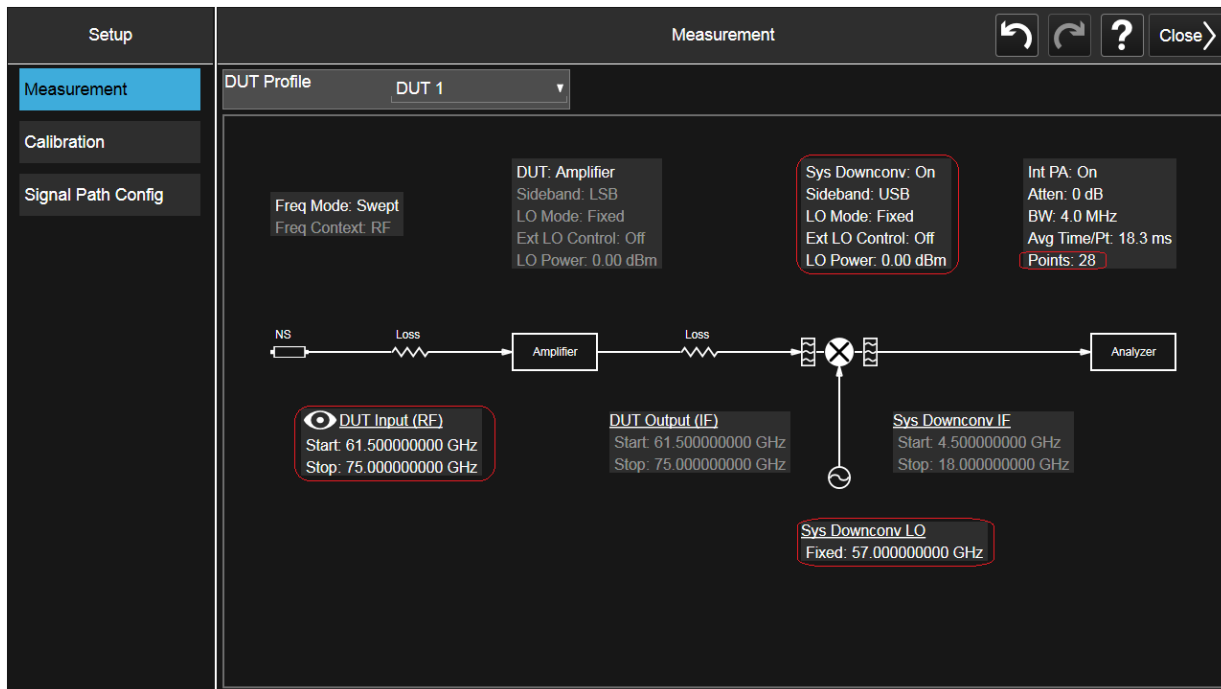 Setup
Measurement
?
Close
Measurement
Calibration
Signal Path Config
DUT Profile
DUT 1
Freq Mode: Swept
Freq Context: RF
DUT: Amplifier
Sideband: LSB
LO Mode: Fixed
Ext LO Control: Off
LO Power: 0.00 dBm
Sys Downconv: On
Sideband: USB
LO Mode: Fixed
Ext LO Control: Off
LO Power: 0.00 dBm
Int PA: On
Atten: 0 dB
BW: 4.0 MHz
Avg Time/Pt: 18.3 ms
Points: 28
NS
Loss
Amplifier
Loss
Analyzer
DUT Input (RF)
Start: 61.500000000 GHz
Stop: 75.000000000 GHz
DUT Output (IF)
Start: 61.500000000 GHz
Stop: 75.000000000 GHz
Sys Downconv IF
Start: 4.500000000 GHz
Stop: 18.000000000 GHz
Sys Downconv LO
Fixed: 57.000000000 GHz